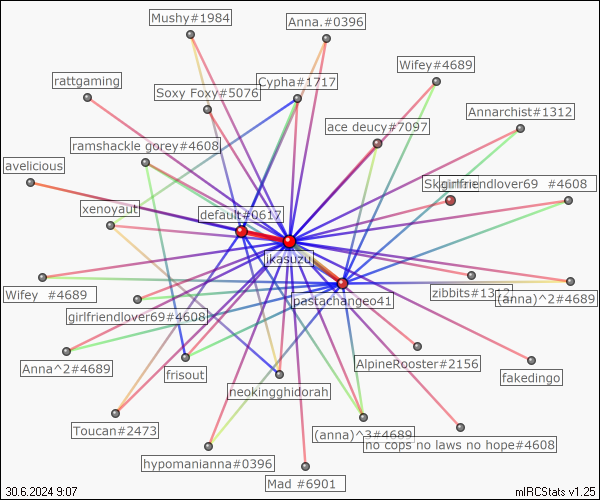 Mushy#1984
Anna.#0396
Wifey#4689
rattgaming
Soxy Foxy#5076
Cypha#1717
Annarchist#1312
ace deucy#7097
ramshackle gorey#4608
avelicious
girlfriendlover69 #4608
xenoyaut
default#0617
ikasuzu
Wifey #4689
girlfriendlover69#4608
pastachangeo41
zibbits#1312
(anna)^2#4689
Anna^2#4689
frisout
AlpineRooster#2156
fakedingo
neokingghidorah
Toucan#2473
(anna)^3#4689
no cops no laws no hope#4608
hypomanianna#0396
Mad #6901
30.6.2024 9:07
mIRCStats v1.25